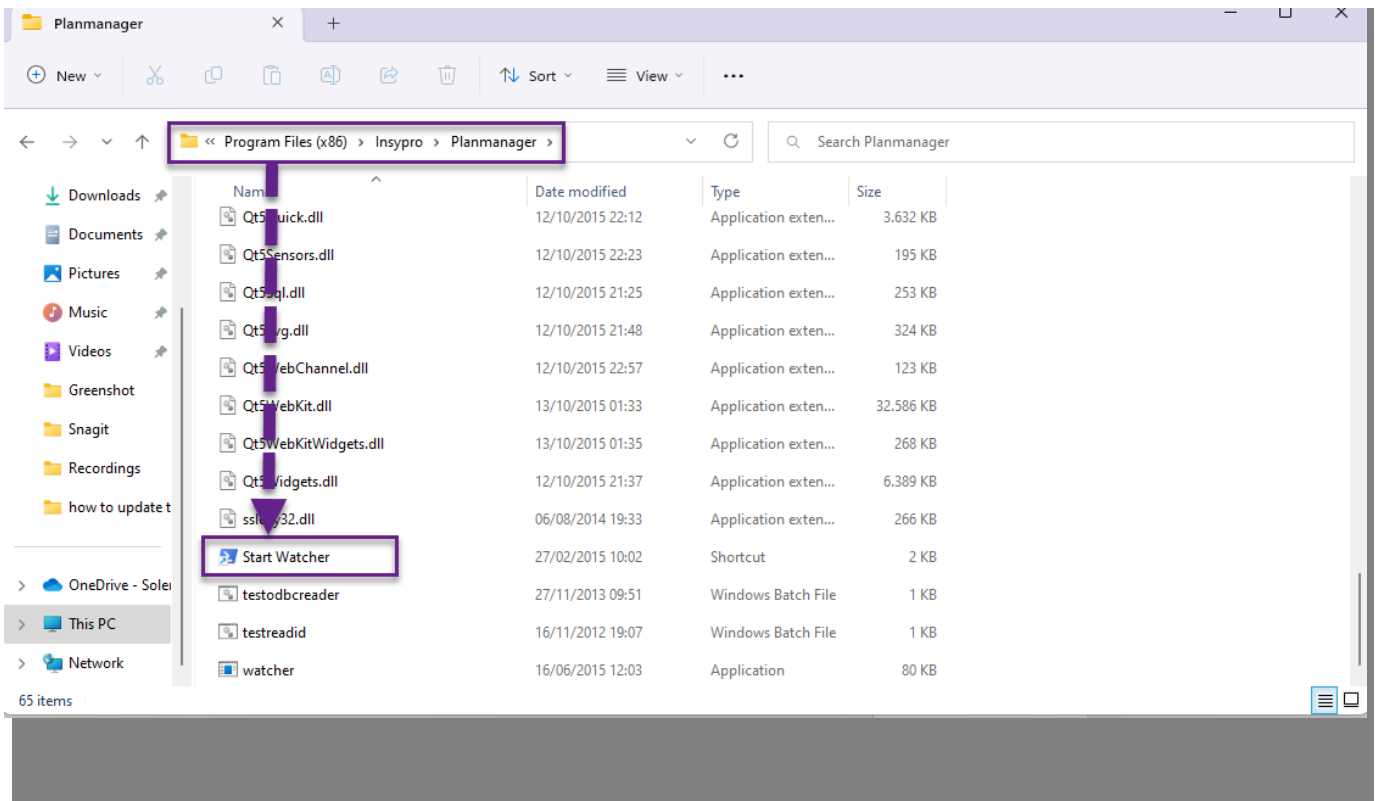 Planmanager
New
Sort
View
« Program Files (x86) > Insypro > Planmanager >
Search Planmanager
Downloads
Documents
Pictures
Music
Videos
Greenshot
Snagit
Recordings
how to update t
OneDrive - Soler
This PC
Network
Name Date modified Type Size
Qt5Quick.dll 12/10/2015 22:12 Application exten... 3.632 KB
Qt5Sensors.dll 12/10/2015 22:23 Application exten... 195 KB
Qt5Sql.dll 12/10/2015 21:25 Application exten... 253 KB
Qt5Svg.dll 12/10/2015 21:48 Application exten... 324 KB
Qt5WebChannel.dll 12/10/2015 22:57 Application exten... 123 KB
Qt5WebKit.dll 13/10/2015 01:33 Application exten... 32.586 KB
Qt5WebKitWidgets.dll 13/10/2015 01:35 Application exten... 268 KB
Qt5Widgets.dll 12/10/2015 21:37 Application exten... 6.389 KB
ssleay32.dll 06/08/2014 19:33 Application exten... 266 KB
Start Watcher 27/02/2015 10:02 Shortcut 2 KB
testodbcreader 27/11/2013 09:51 Windows Batch File 1 KB
testreadid 16/11/2012 19:07 Windows Batch File 1 KB
watcher 16/06/2015 12:03 Application 80 KB
65 items